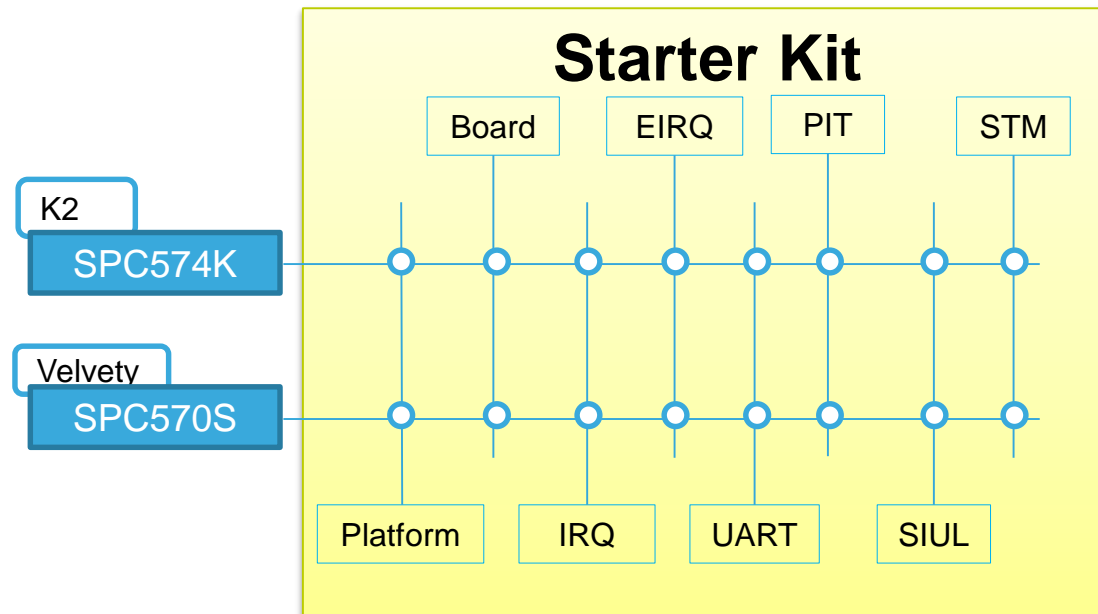 Starter Kit
Board
EIRQ
PIT
STM
K2
SPC574K
Velvety
SPC570S
Platform
IRQ
UART
SIUL